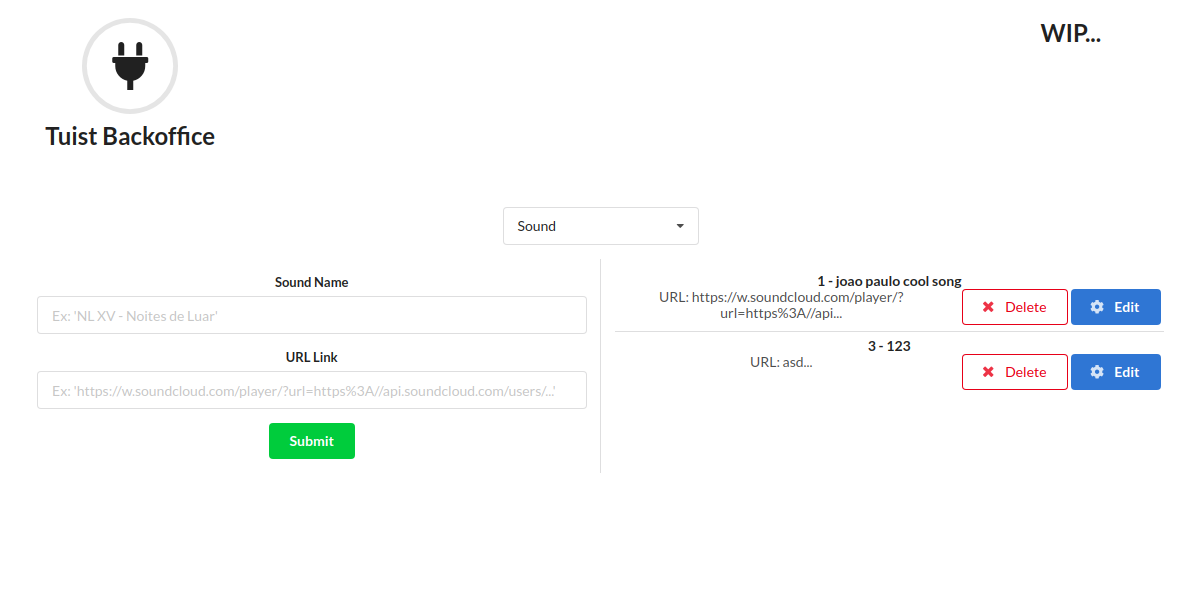 WIP...
Tuist Backoffice
Sound
Sound Name
Ex: 'NL XV - Noites de Luar'
URL Link
Ex: 'https://w.soundcloud.com/player/?url=https%3A//api.soundcloud.com/users/...'
Submit
1 - joao paulo cool song
URL: https://w.soundcloud.com/player/?
url=https%3A//api...
Delete
Edit
3 - 123
URL: asd...
Delete
Edit